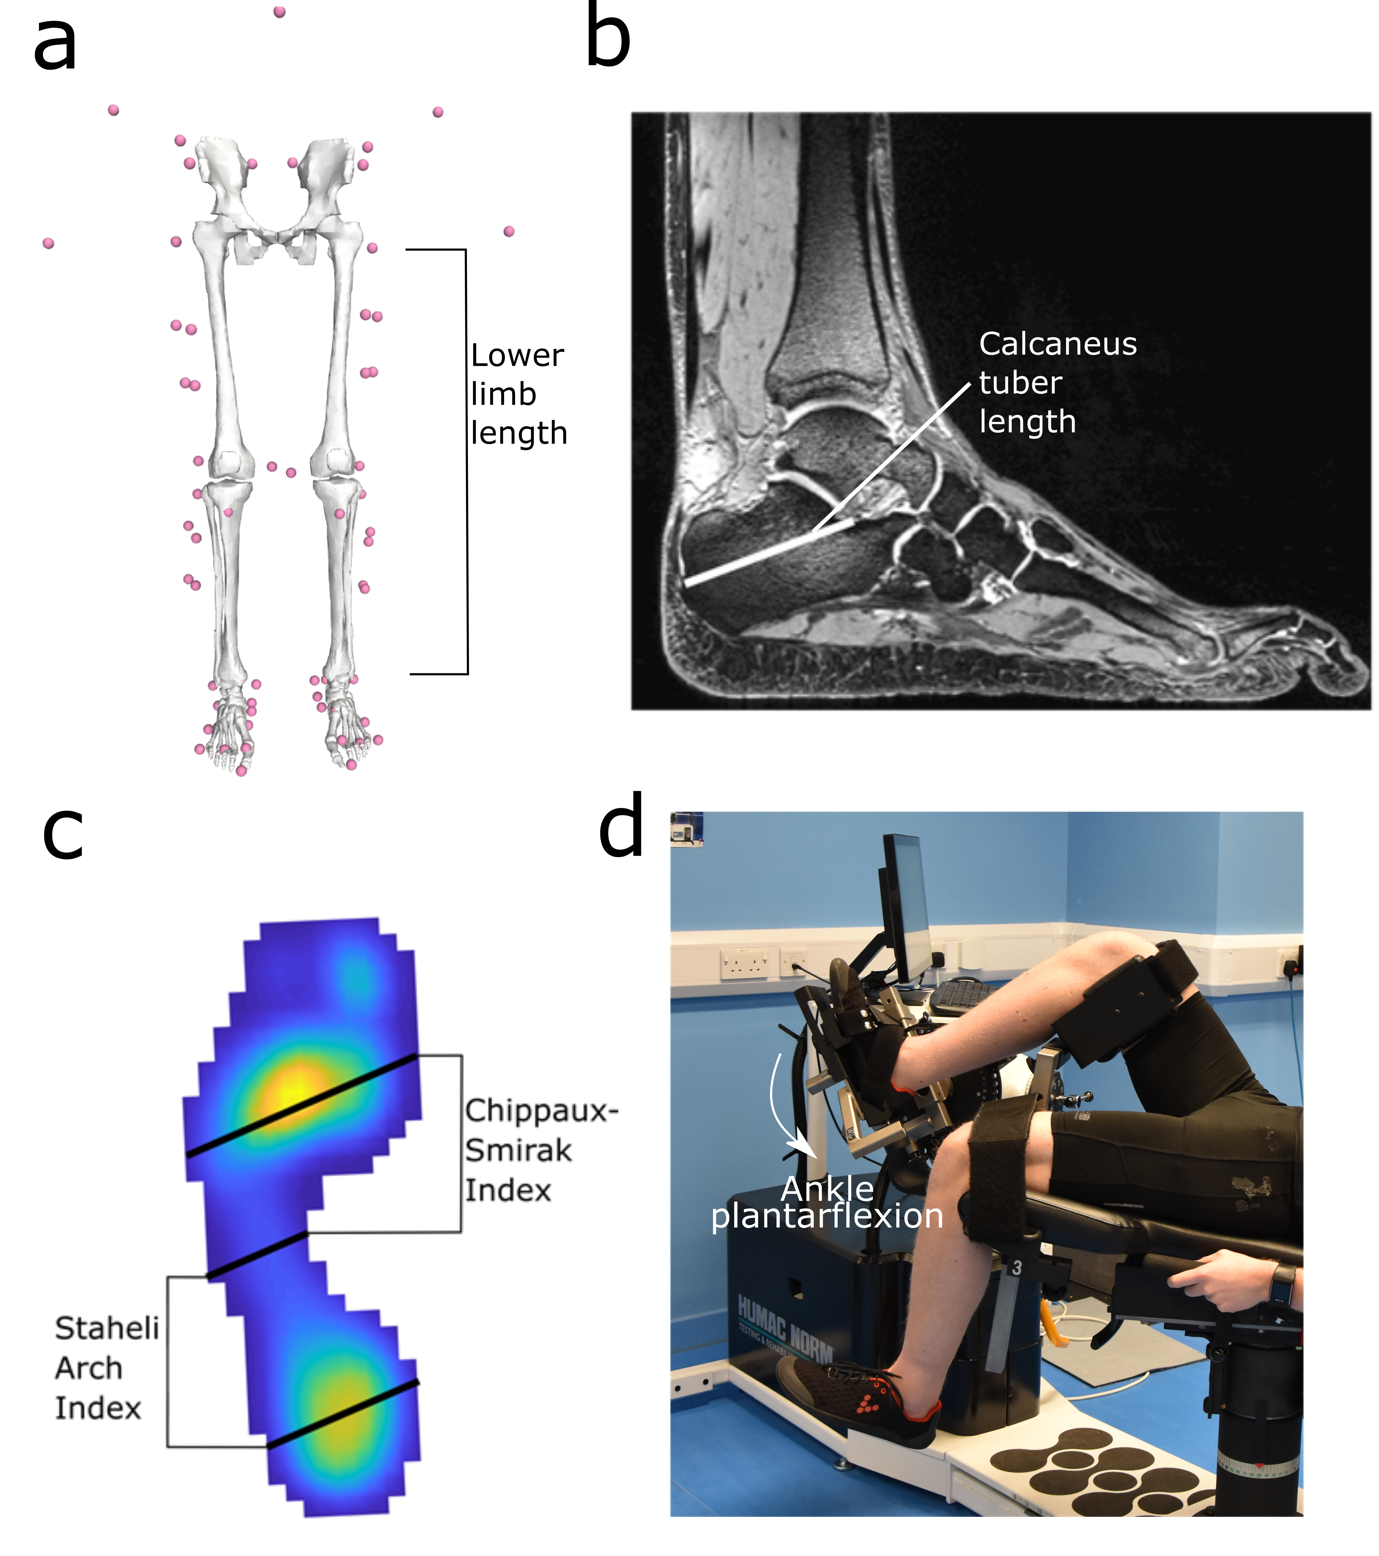 a
b
Lower
limb
length
Calcaneus
tuber
length
c
d
Chippaux-
Smirak
Index
Staheli
Arch
Index
Ankle
plantarflexion
3
HUMAC NORM